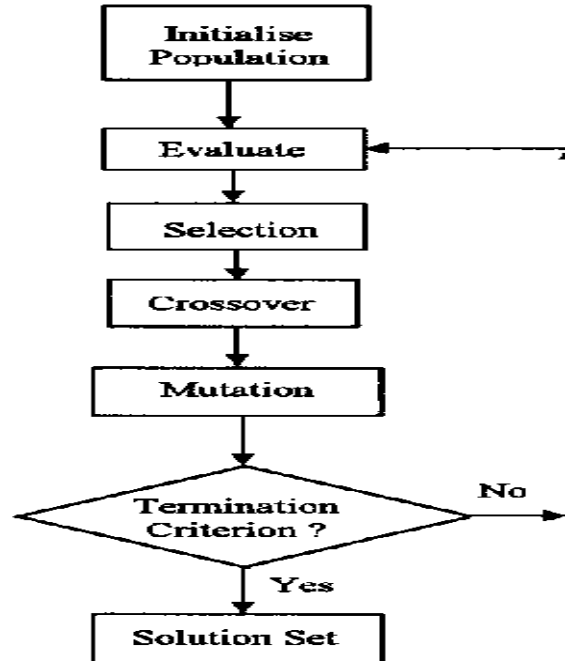 Initialise
Population
Evaluate
Selection
Crossover
Mutation
Termination
Criterion ?
No
Yes
Solution Set